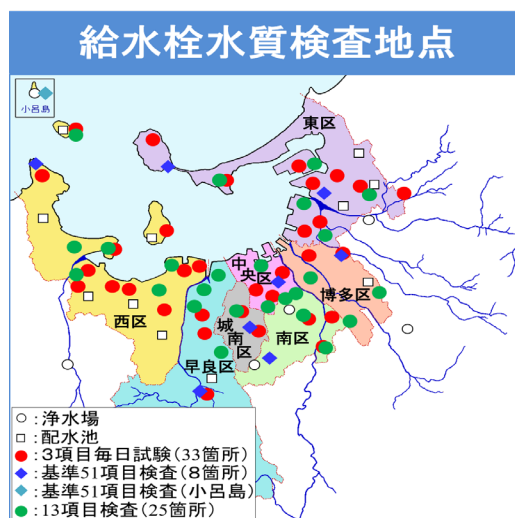 給水栓水質検査地点
小呂島
東区
中央区
博多区
西区
城南区
南区
早良区
:浄水場
:配水池
:3項目毎日試験(33箇所)
:基準51項目検査(8箇所)
:基準51項目検査(小呂島)
:13項目検査(25箇所)